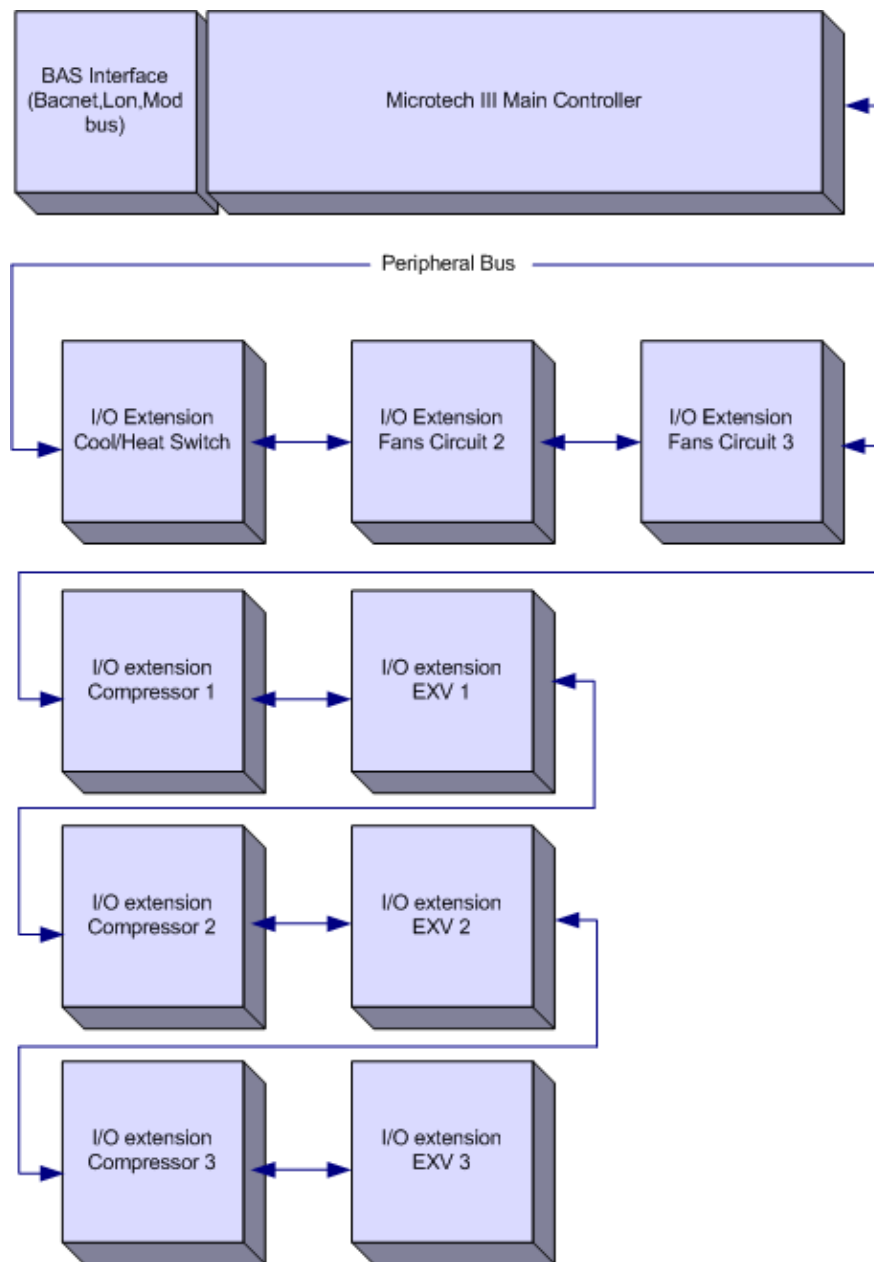 BAS Interface
(Bacnet,Lon,Mod
bus)
Microtech III Main Controller
Peripheral Bus
I/O Extension
Cool/Heat Switch
I/O Extension
Fans Circuit 2
I/O Extension
Fans Circuit 3
I/O extension
Compressor 1
I/O extension
EXV 1
I/O extension
Compressor 2
I/O extension
EXV 2
I/O extension
Compressor 3
I/O extension
EXV 3